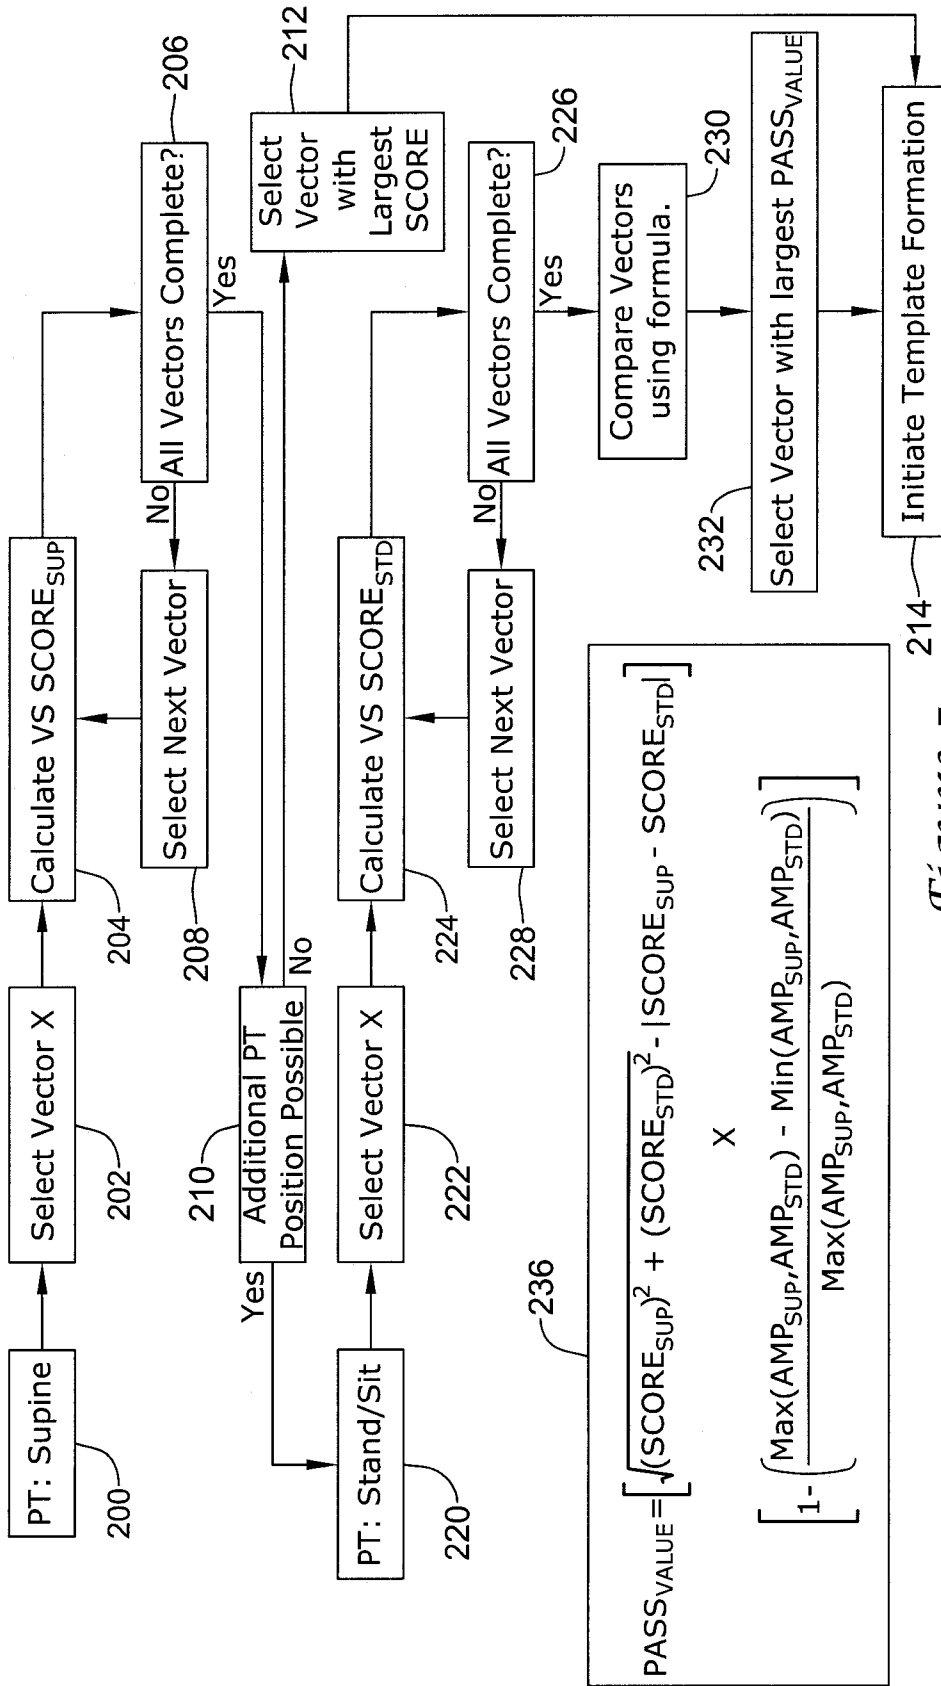 PT: Supine
200
Select Vector X
202
Calculate VS SCORE_SUP
204
All Vectors Complete?
206
No
Yes
Select Next Vector
208
210
Additional PT
Position Possible
Yes
No
Select
Vector
with
Largest
SCORE
212
PT: Stand/Sit
220
Select Vector X
222
Calculate VS SCORE_STD
224
All Vectors Complete?
226
No
Yes
Select Next Vector
228
Compare Vectors
using formula.
230
232
Select Vector with largest PASS_VALUE
Initiate Template Formation
214
236
PASS_VALUE = [√(SCORE_SUP)² + (SCORE_STD)² - |SCORE_SUP - SCORE_STD|]
X
[1- (Max(AMP_SUP,AMP_STD) - Min(AMP_SUP,AMP_STD)
Max(AMP_SUP,AMP_STD))]